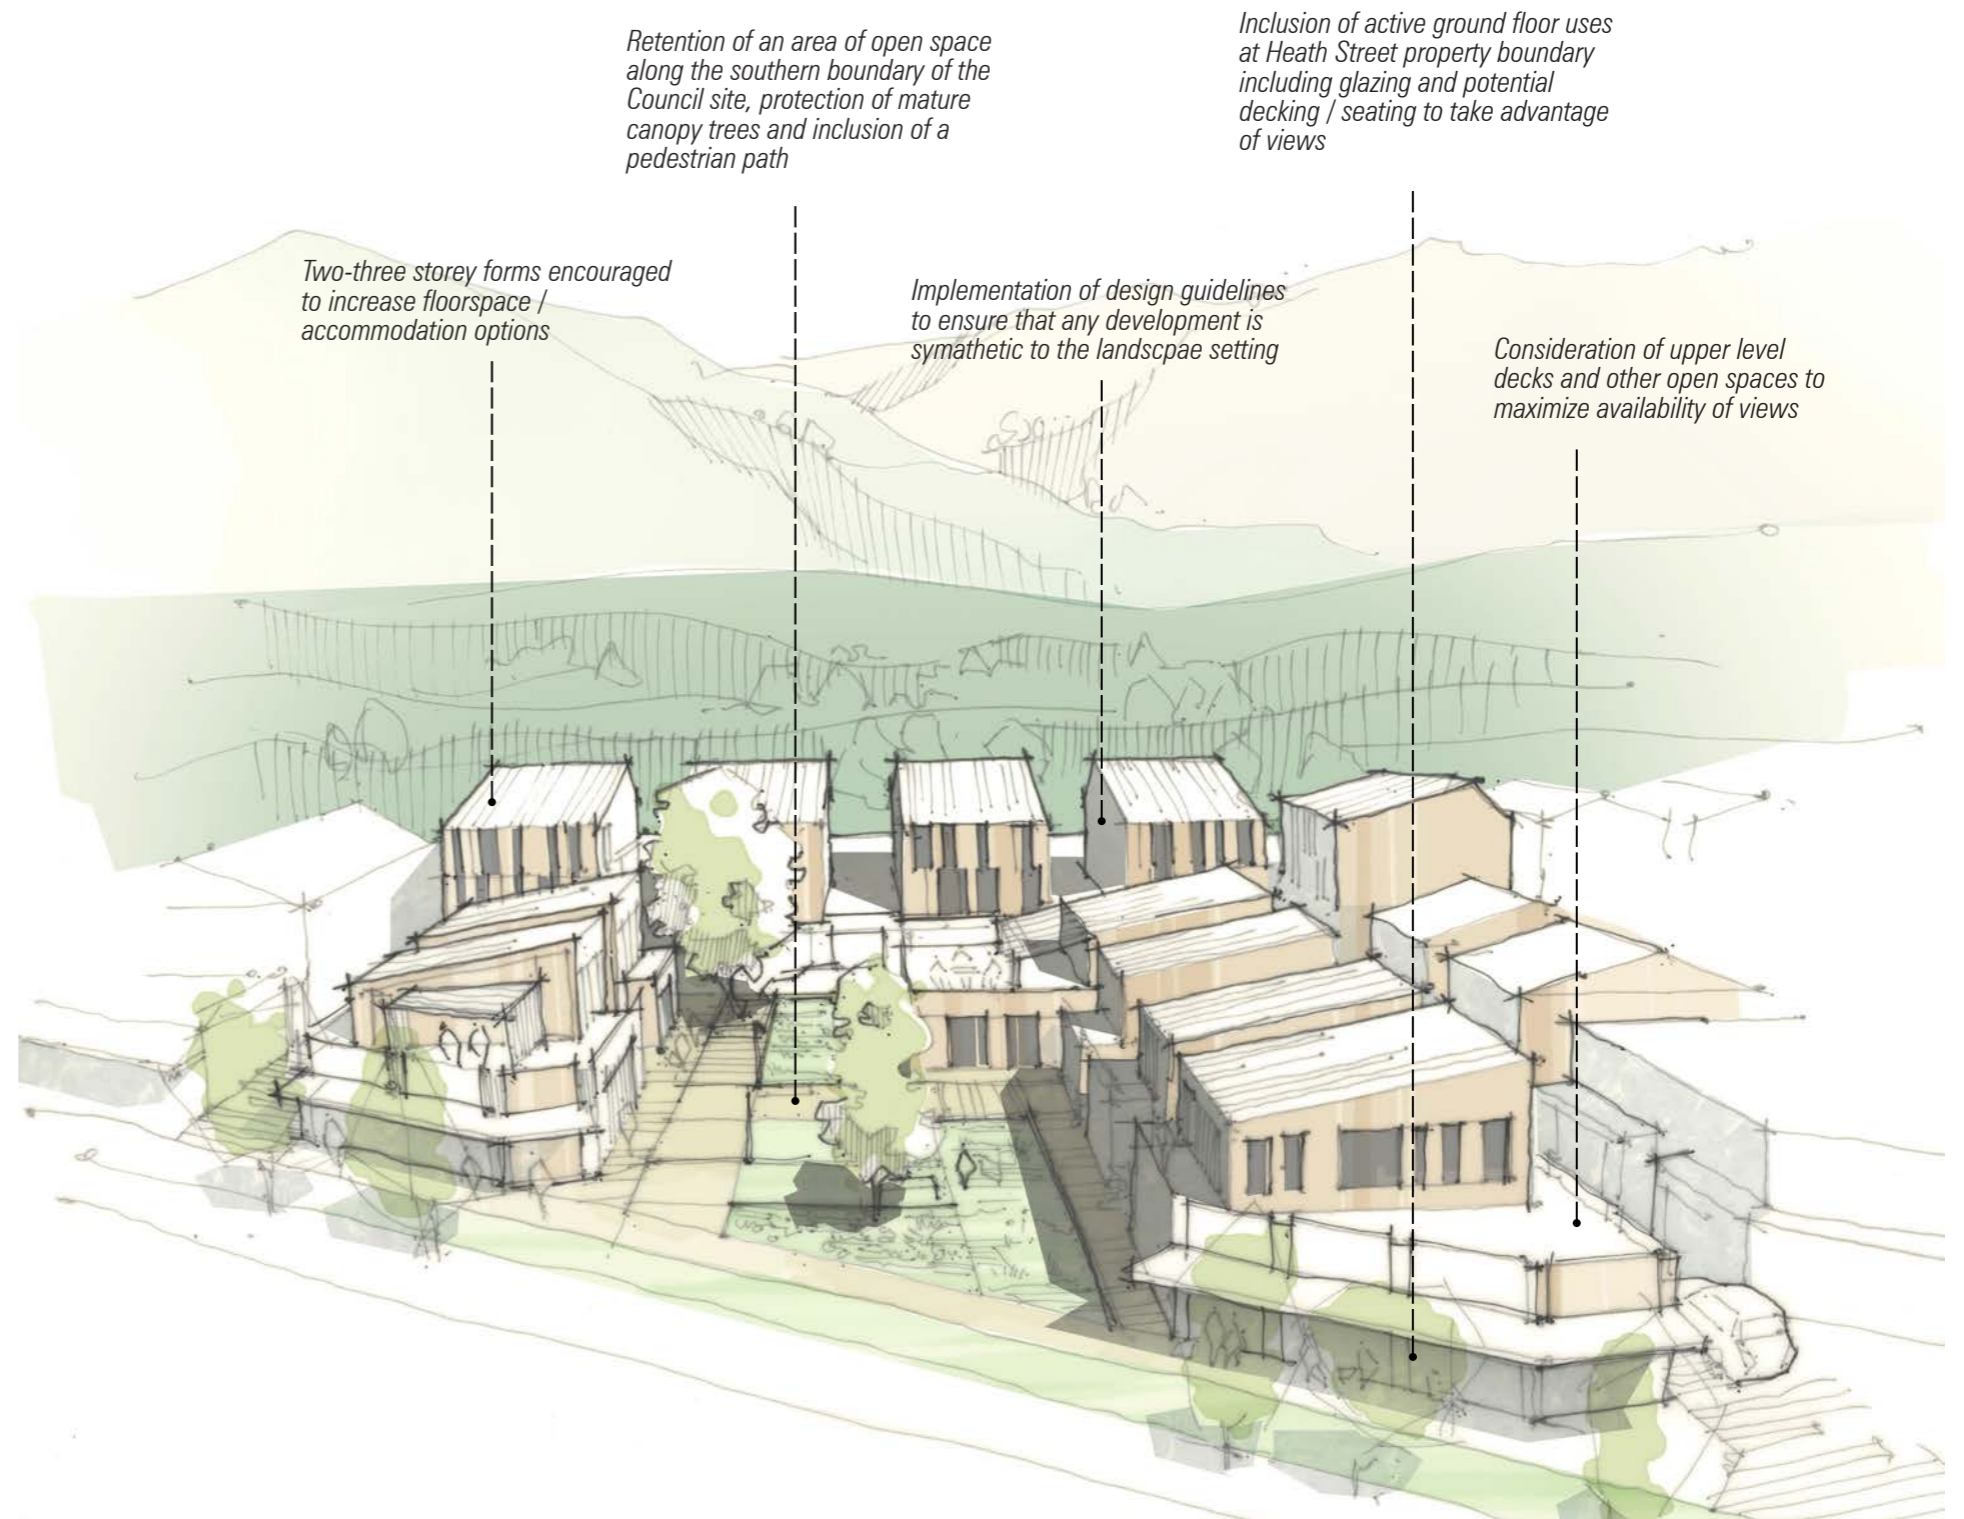 Retention of an area of open space
along the southern boundary of the
Council site, protection of mature
canopy trees and inclusion of a
pedestrian path
Inclusion of active ground floor uses
at Heath Street property boundary
including glazing and potential
decking / seating to take advantage
of views
Two-three storey forms encouraged
to increase floorspace /
accommodation options
Implementation of design guidelines
to ensure that any development is
symathetic to the landscpae setting
Consideration of upper level
decks and other open spaces to
maximize availability of views